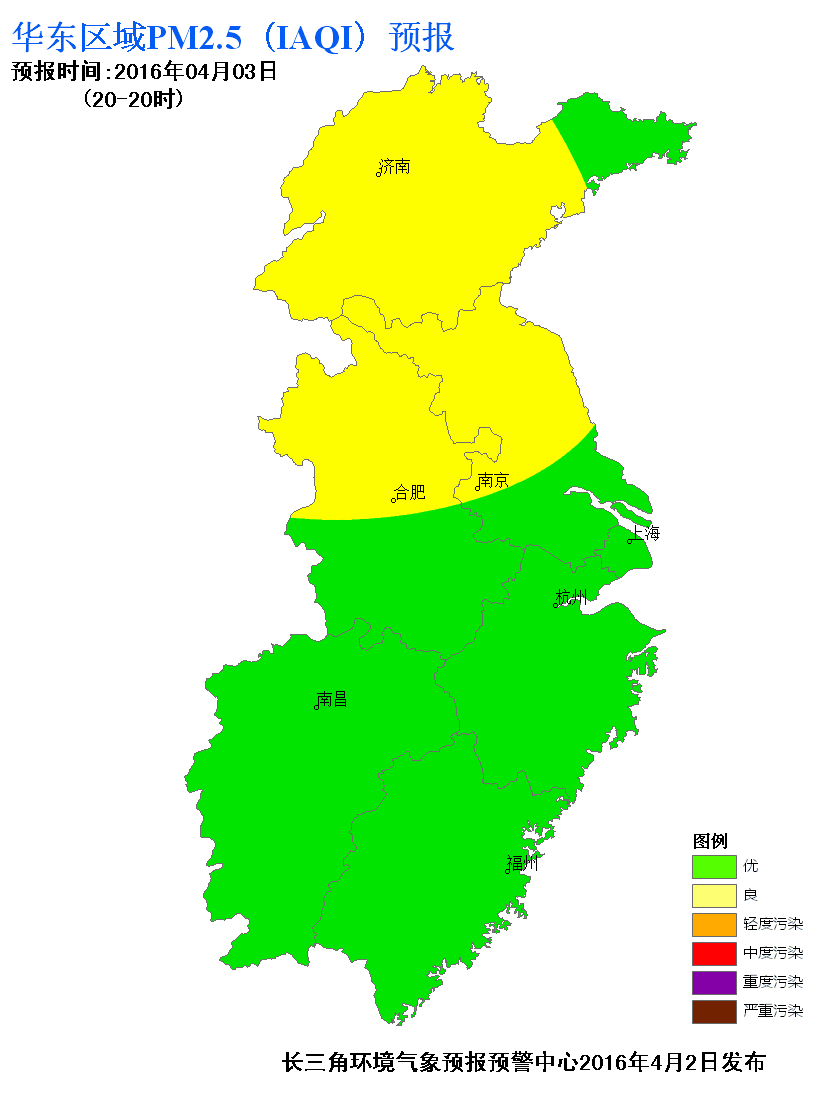 华东区域PM2.5 (IAQI) 预报
预报时间:2016年04月03日
(20-20时)
济南
南京
合肥
上海
杭州
南昌
福州
图例
优
良
轻度污染
中度污染
重度污染
严重污染
长三角环境气象预报预警中心2016年4月2日发布